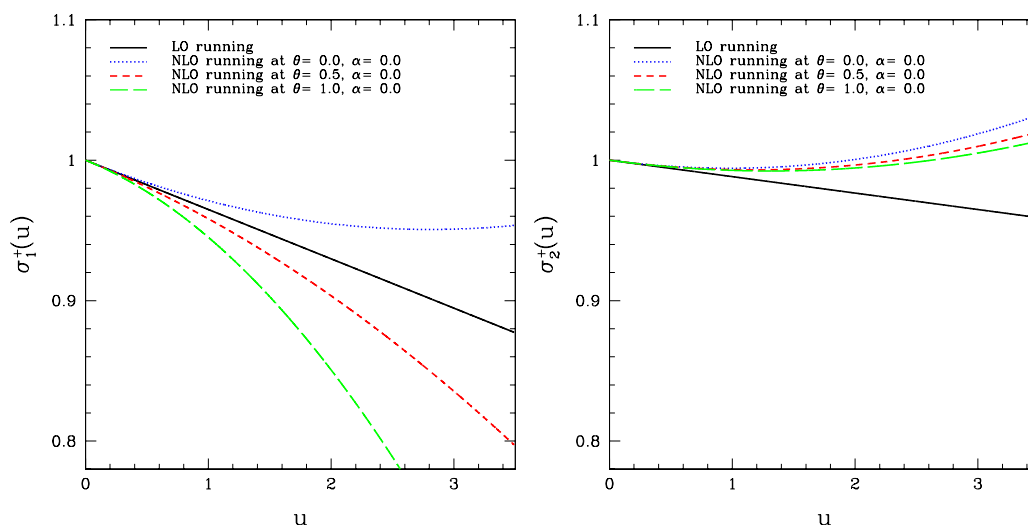 1.1
LO running
NLO running at θ= 0.0, α= 0.0
NLO running at θ= 0.5, α= 0.0
NLO running at θ= 1.0, α= 0.0
1
0.9
0.8
σ₁⁺(u)
0 1 2 3
u
1.1
LO running
NLO running at θ= 0.0, α= 0.0
NLO running at θ= 0.5, α= 0.0
NLO running at θ= 1.0, α= 0.0
1
0.9
0.8
σ₂⁺(u)
0 1 2 3
u